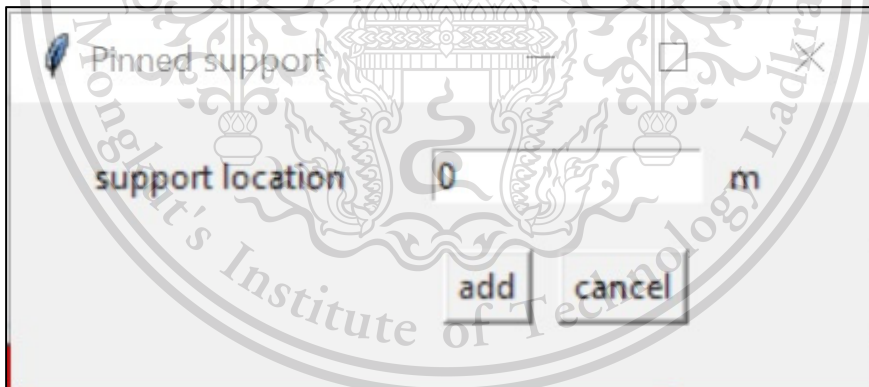 Pinned support
support location 0 m
add cancel
Mongkut's Institute of Technology Ladkra